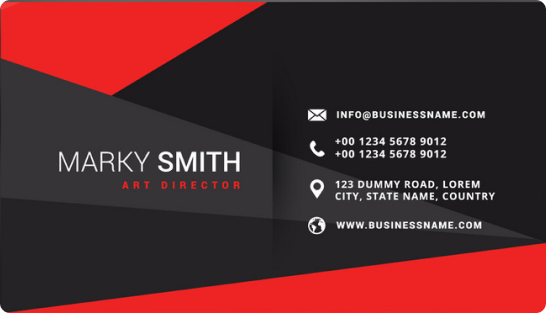 MARKY SMITH
ART DIRECTOR
INFO@BUSINESSNAME.COM
+00 1234 5678 9012
+00 1234 5678 9012
123 DUMMY ROAD, LOREM
CITY, STATE NAME, COUNTRY
WWW.BUSINESSNAME.COM